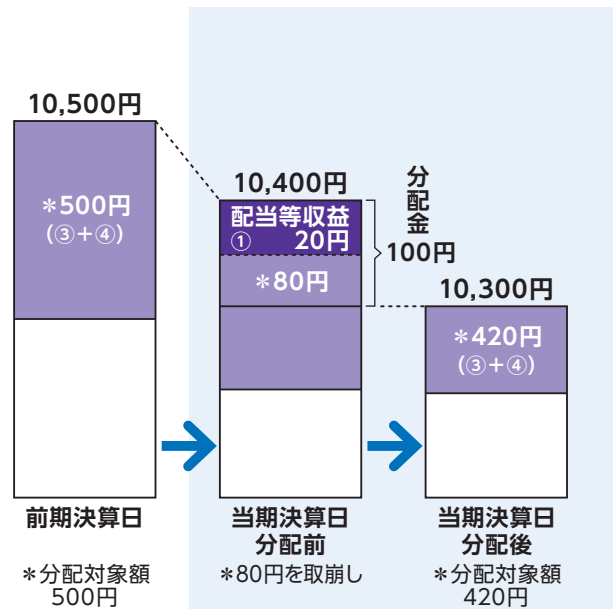 10,500円
*500円
(③+④)
10,400円
配当等収益
① 20円
*80円
分配金
100円
10,300円
*420円
(③+④)
前期決算日
*分配対象額
500円
当期決算日
分配前
*80円を取崩し
当期決算日
分配後
*分配対象額
420円